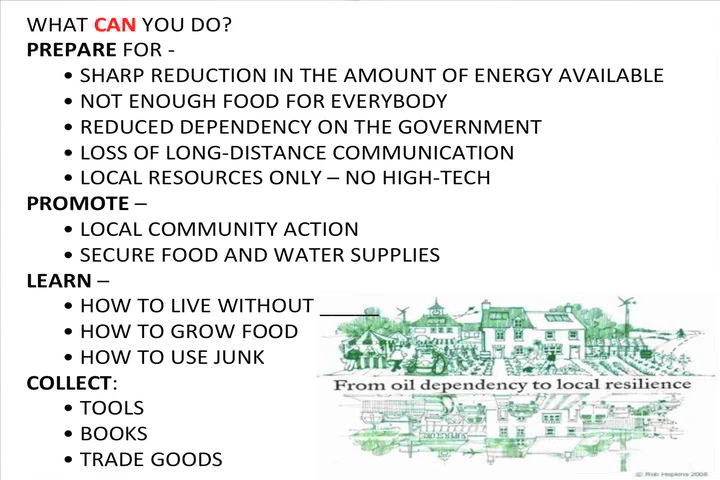 WHAT CAN YOU DO?
PREPARE FOR -
• SHARP REDUCTION IN THE AMOUNT OF ENERGY AVAILABLE
• NOT ENOUGH FOOD FOR EVERYBODY
• REDUCED DEPENDENCY ON THE GOVERNMENT
• LOSS OF LONG-DISTANCE COMMUNICATION
• LOCAL RESOURCES ONLY – NO HIGH-TECH
PROMOTE –
• LOCAL COMMUNITY ACTION
• SECURE FOOD AND WATER SUPPLIES
LEARN –
• HOW TO LIVE WITHOUT _____
• HOW TO GROW FOOD
• HOW TO USE JUNK
COLLECT:
• TOOLS
• BOOKS
• TRADE GOODS
From oil dependency to local resilience
© Rob Hopkins 2008